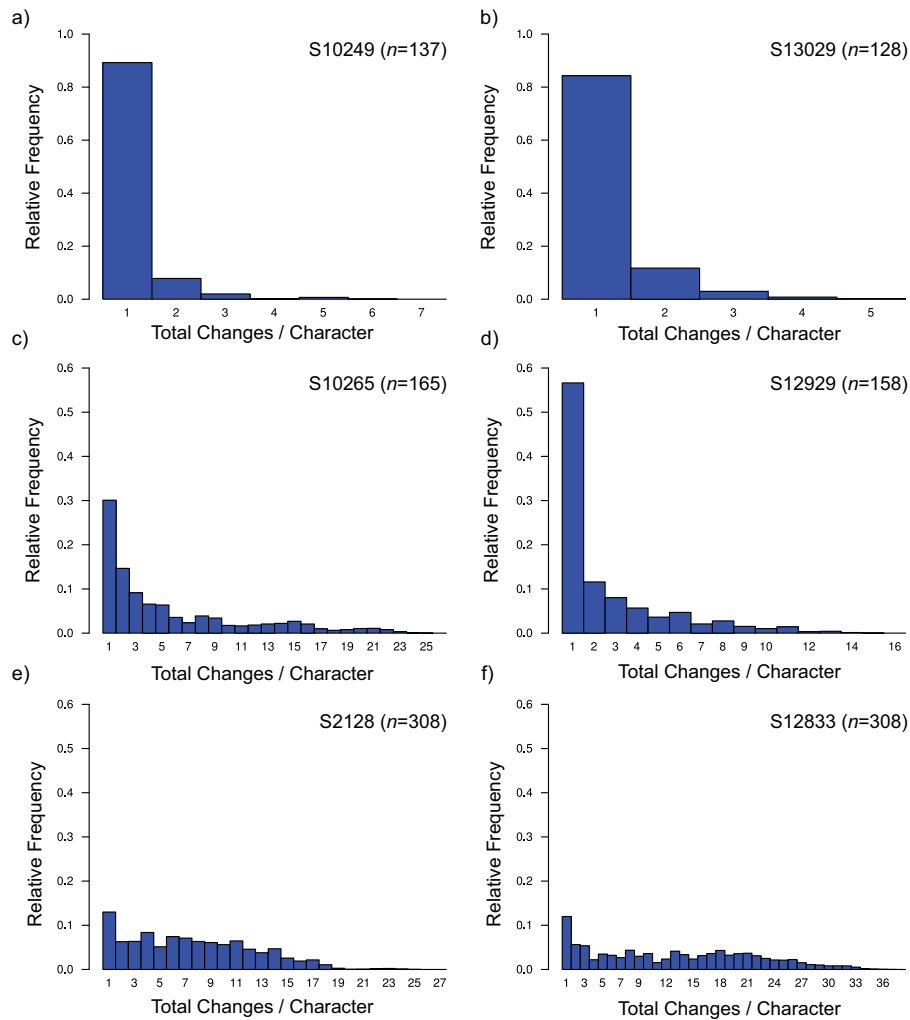 a)
S10249 (n=137)
Relative Frequency
1.0
0.8
0.6
0.4
0.2
0.0
1 2 3 4 5 6 7
Total Changes / Character
b)
S13029 (n=128)
Relative Frequency
1.0
0.8
0.6
0.4
0.2
0.0
1 2 3 4 5
Total Changes / Character
c)
S10265 (n=165)
Relative Frequency
0.6
0.5
0.4
0.3
0.2
0.1
0.0
1 3 5 7 9 11 13 15 17 19 21 23 25
Total Changes / Character
d)
S12929 (n=158)
Relative Frequency
0.6
0.5
0.4
0.3
0.2
0.1
0.0
1 2 3 4 5 6 7 8 9 10 12 14 16
Total Changes / Character
e)
S2128 (n=308)
Relative Frequency
0.6
0.5
0.4
0.3
0.2
0.1
0.0
1 3 5 7 9 11 13 15 17 19 21 23 25 27
Total Changes / Character
f)
S12833 (n=308)
Relative Frequency
0.6
0.5
0.4
0.3
0.2
0.1
0.0
1 3 5 7 9 12 15 18 21 24 27 30 33 36
Total Changes / Character